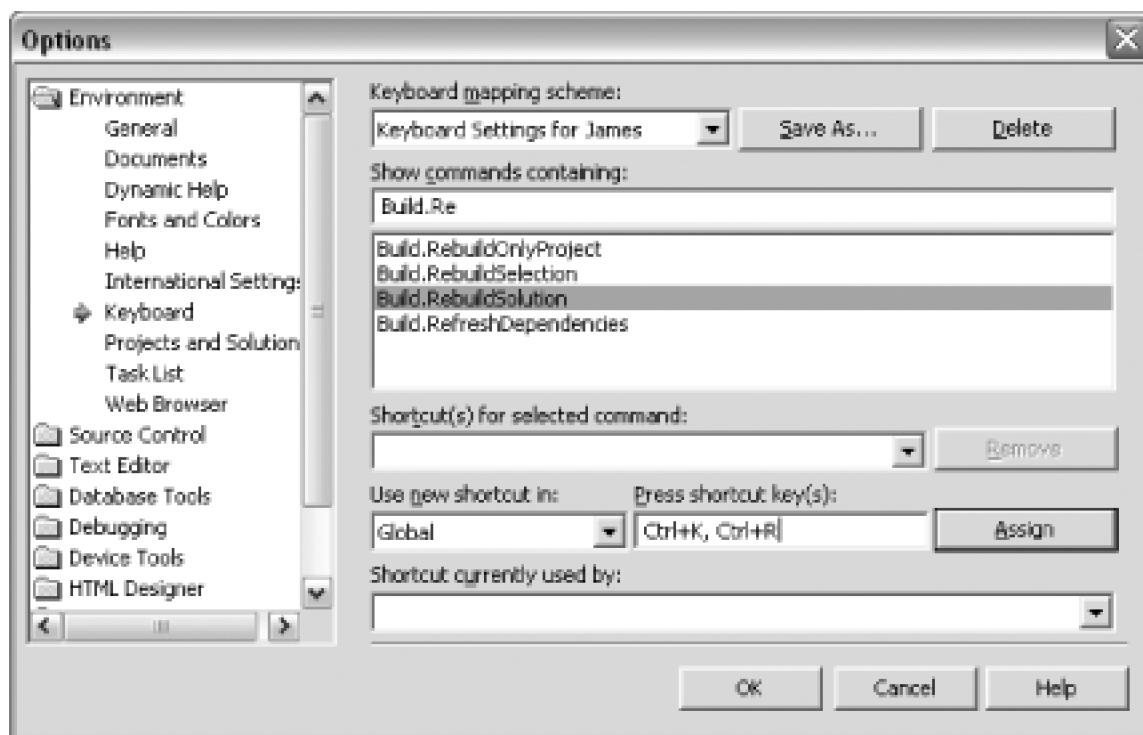 Options
Environment
General
Documents
Dynamic Help
Fonts and Colors
Help
International Settings
Keyboard
Projects and Solution
Task List
Web Browser
Source Control
Text Editor
Database Tools
Debugging
Device Tools
HTML Designer
Keyboard mapping scheme:
Keyboard Settings for James
Save As...
Delete
Show commands containing:
Build.Re
Build.RebuildOnlyProject
Build.RebuildSelection
Build.RebuildSolution
Build.RefreshDependencies
Shortcut(s) for selected command:
Remove
Use new shortcut in:
Press shortcut key(s):
Global
Ctrl+K, Ctrl+R
Assign
Shortcut currently used by:
OK
Cancel
Help